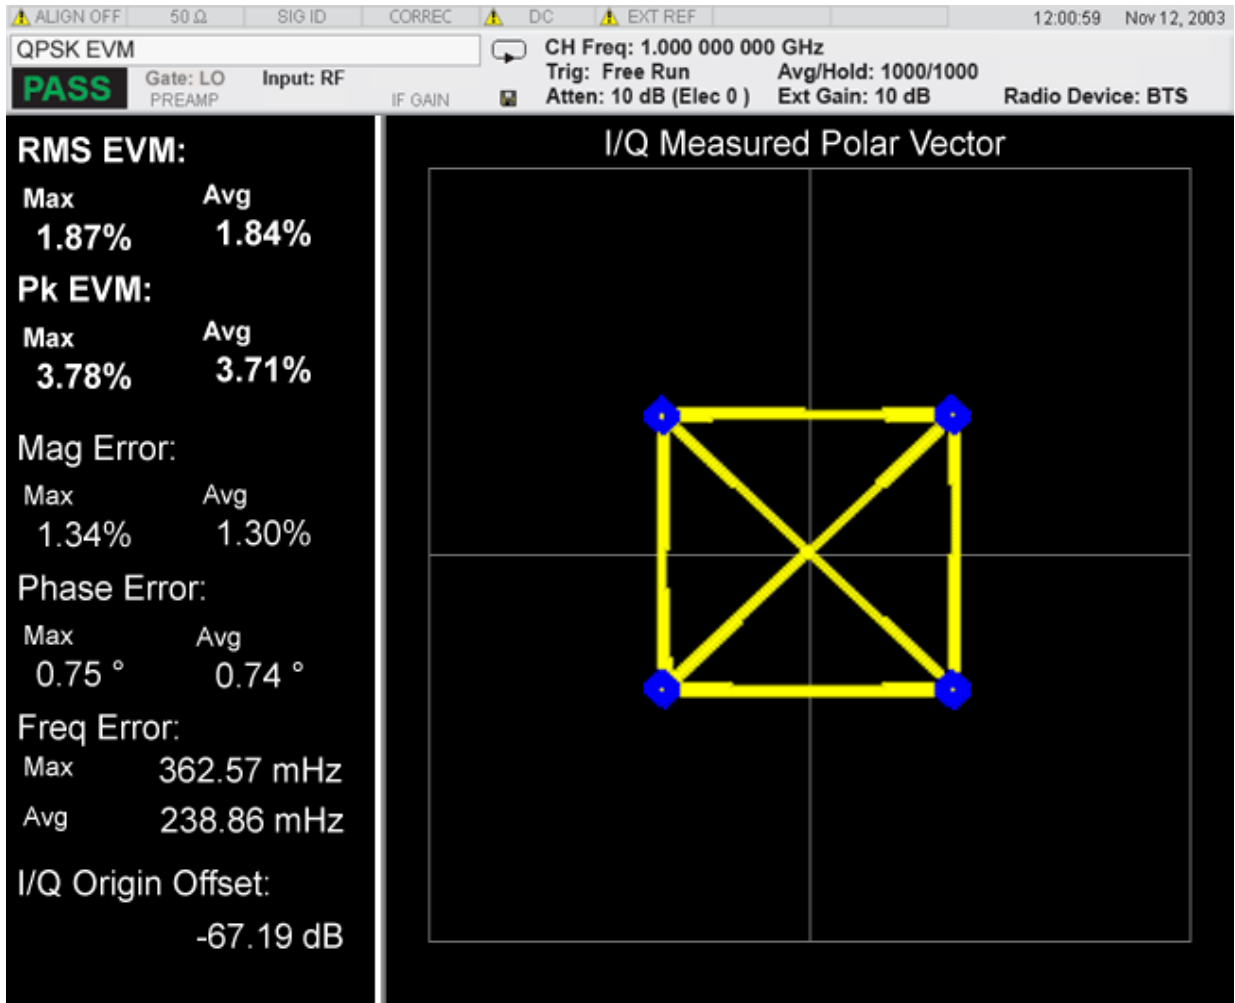 ALIGN OFF 50 Ω SIG ID CORREC DC EXT REF 12:00:59 Nov 12, 2003
QPSK EVM
CH Freq: 1.000 000 000 GHz
PASS Gate: LO Input: RF Trig: Free Run Avg/Hold: 1000/1000
PREAMP IF GAIN Atten: 10 dB (Elec 0 ) Ext Gain: 10 dB Radio Device: BTS
RMS EVM:
Max Avg
1.87% 1.84%
Pk EVM:
Max Avg
3.78% 3.71%
Mag Error:
Max Avg
1.34% 1.30%
Phase Error:
Max Avg
0.75 ° 0.74 °
Freq Error:
Max 362.57 mHz
Avg 238.86 mHz
I/Q Origin Offset:
-67.19 dB
I/Q Measured Polar Vector